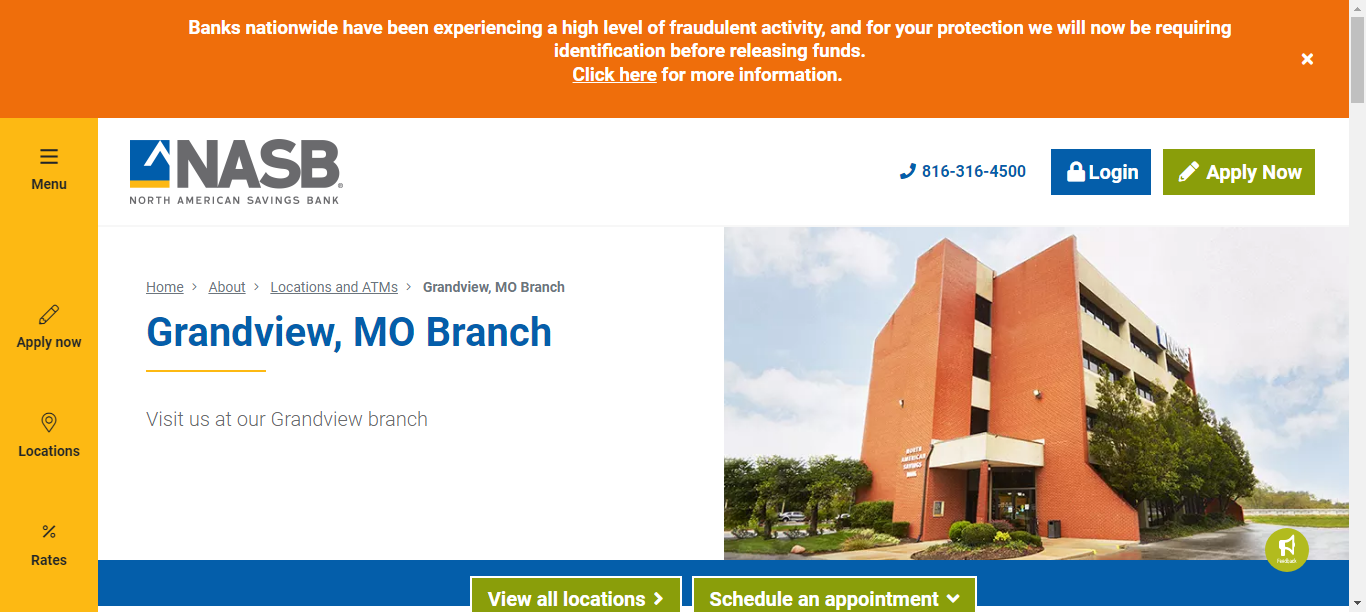 Banks nationwide have been experiencing a high level of fraudulent activity, and for your protection we will now be requiring
identification before releasing funds.
Click here for more information.
Menu
Apply now
Locations
Rates
NASB
NORTH AMERICAN SAVINGS BANK
816-316-4500
Login
Apply Now
Home > About > Locations and ATMs > Grandview, MO Branch
Grandview, MO Branch
Visit us at our Grandview branch
NASB
NORTH
AMERICAN
SAVINGS
BANK
Feedback
View all locations
Schedule an appointment